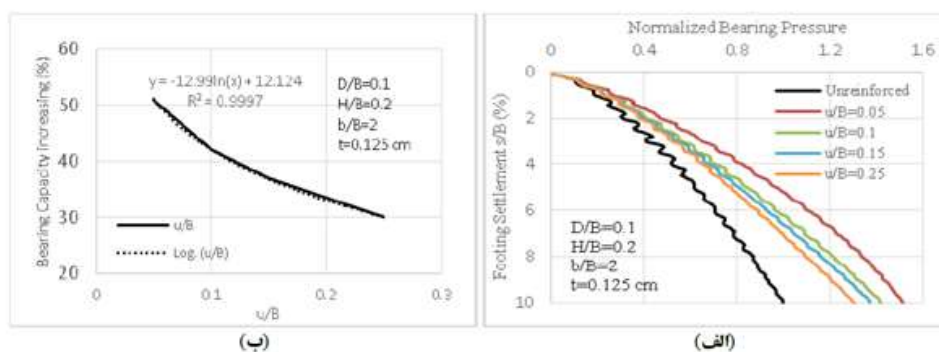 Bearing Capacity Increasing (%)
60
50
40
30
20
y = -12.99ln(x) + 12.124
R² = 0.9997
D/B=0.1
H/B=0.2
b/B=2
t=0.125 cm
u/B
Log. (u/B)
0
0.1
0.2
0.3
u/B
(ب)
Normalized Bearing Pressure
0
0.4
0.8
1.2
1.6
Footing Settlement s/B (%)
0
2
4
6
8
10
Unreinforced
u/B=0.05
u/B=0.1
u/B=0.15
u/B=0.25
D/B=0.1
H/B=0.2
b/B=2
t=0.125 cm
(الف)